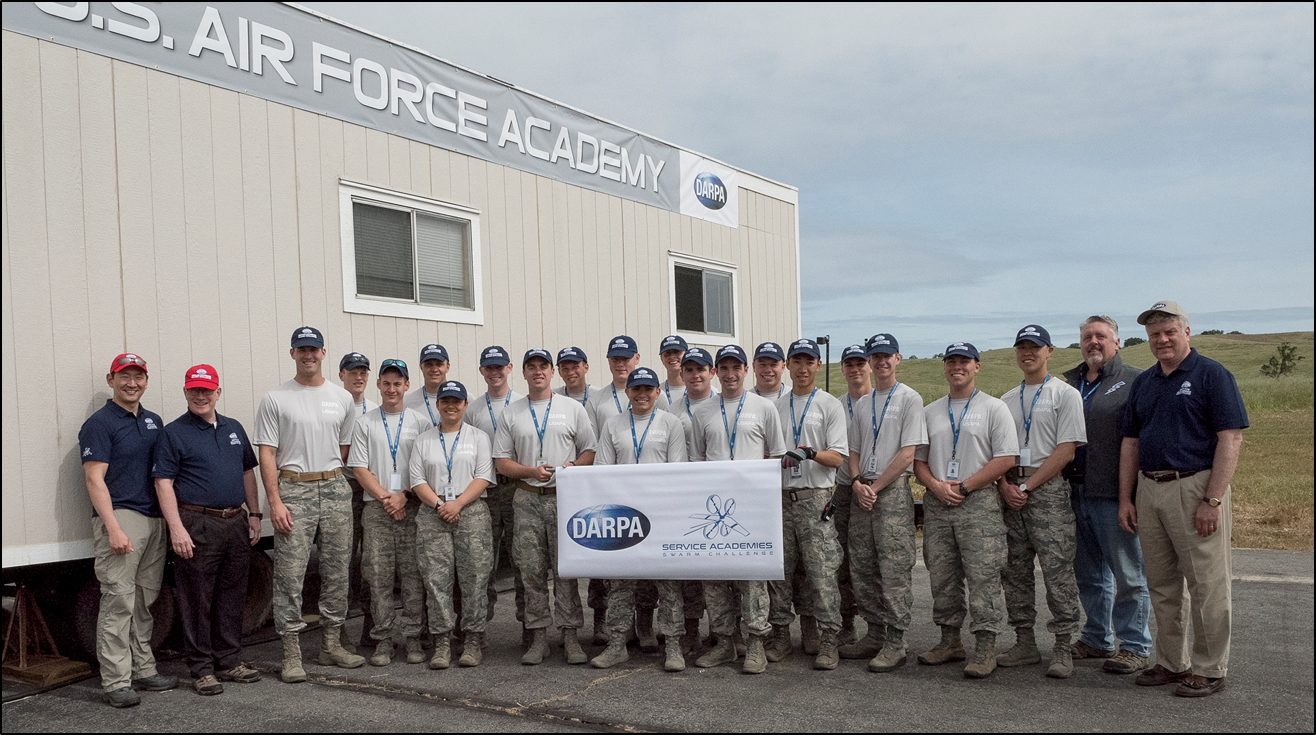 U.S. AIR FORCE ACADEMY
DARPA
DARPA
SERVICE ACADEMIES
SWARM CHALLENGE